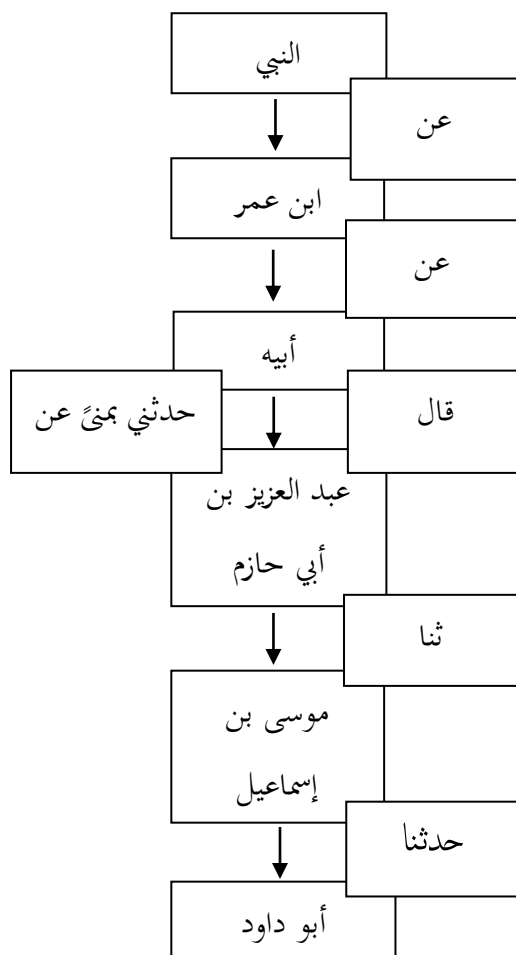 النبي
عن
ابن عمر
عن
أبيه
قال
حدثني بمنىً عن
عبد العزيز بن
أبي حازم
ثنا
موسى بن
إسماعيل
حدثنا
أبو داود